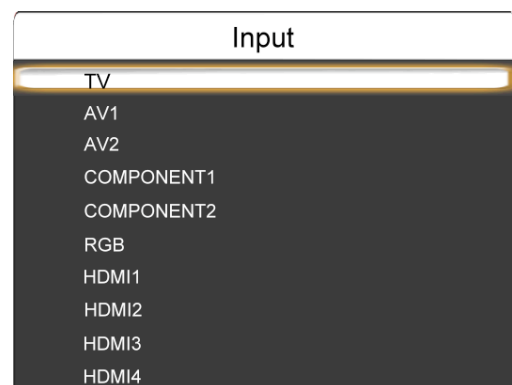 Input
TV
AV1
AV2
COMPONENT1
COMPONENT2
RGB
HDMI1
HDMI2
HDMI3
HDMI4